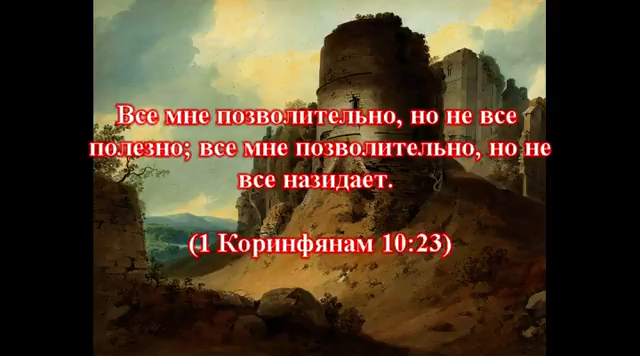 Все мне позволительно, но не все
полезно; все мне позволительно, но не
все назидает.
(1 Коринфянам 10:23)